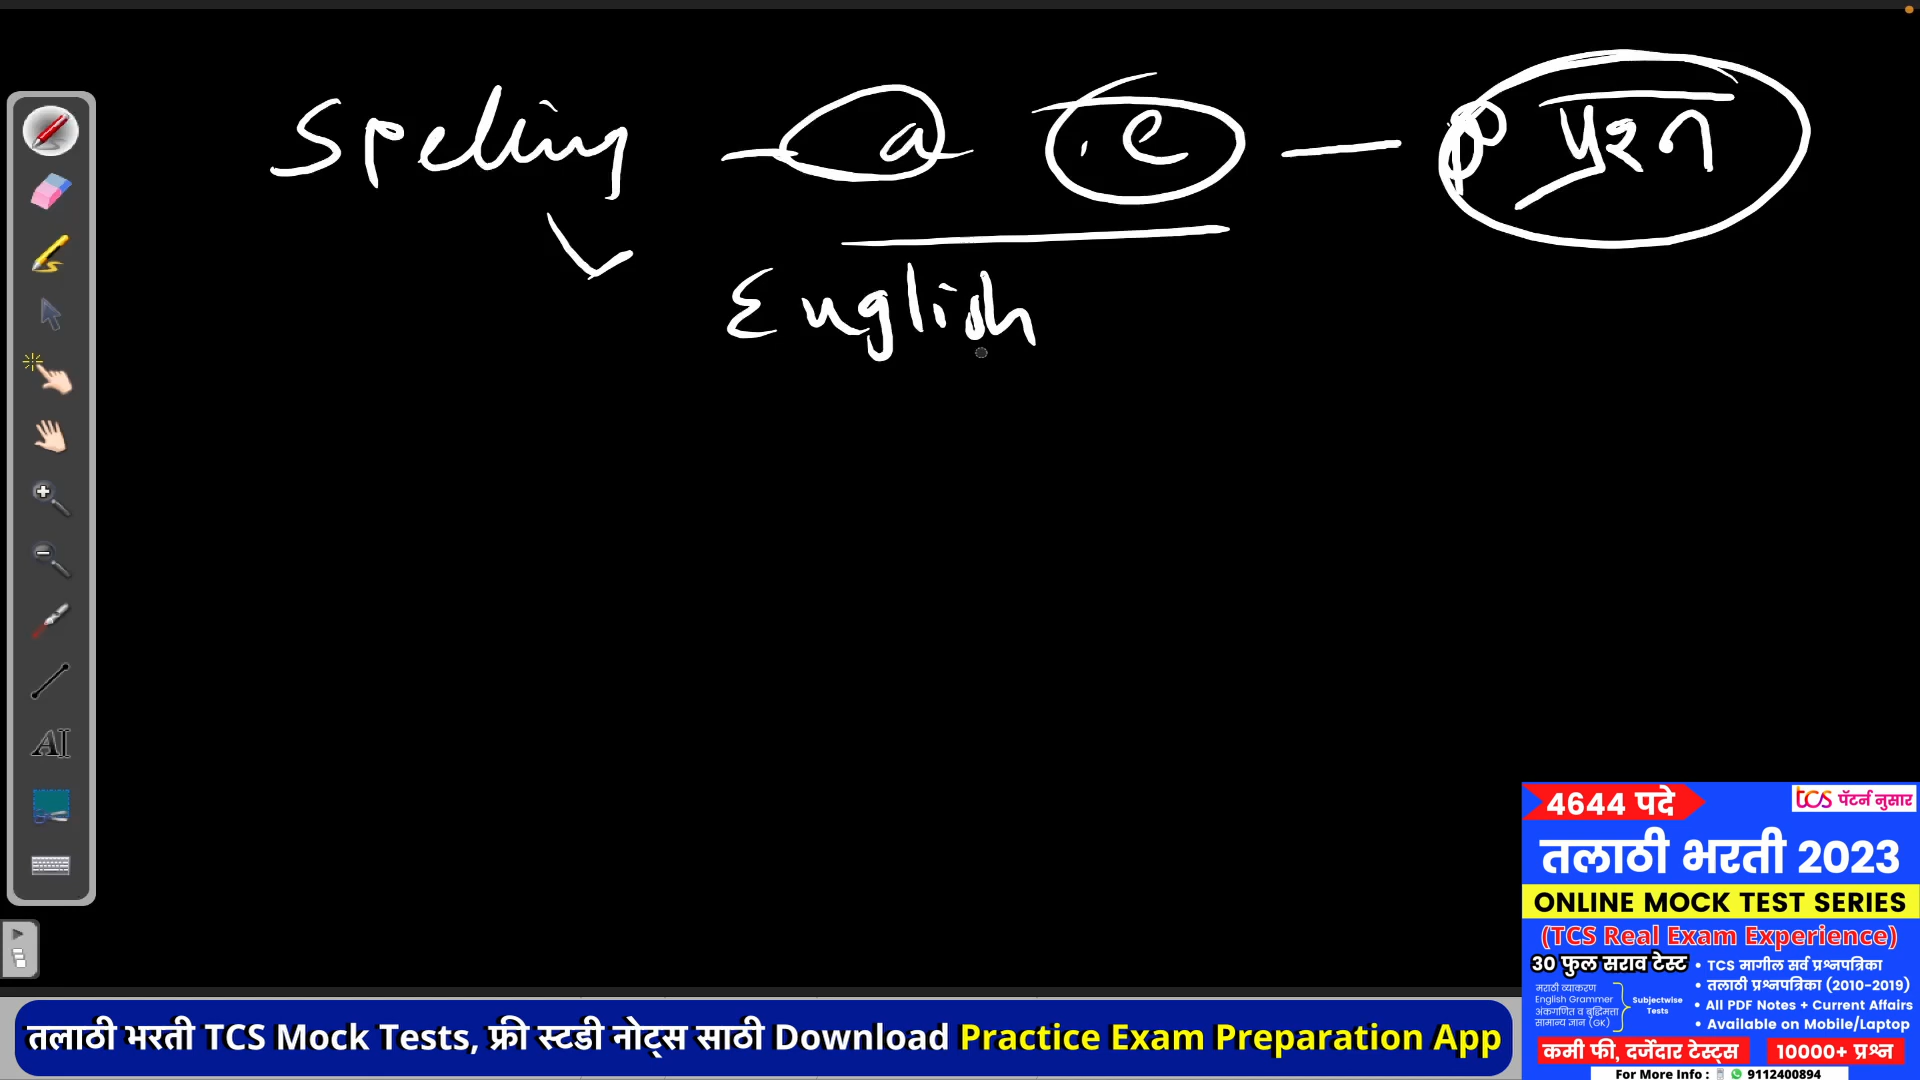 Spelling — a e — प्रश्न
English
AI
4644 पदे
tcs पॅटर्न नुसार
तलाठी भरती 2023
ONLINE MOCK TEST SERIES
(TCS Real Exam Experience)
30 फुल सराव टेस्ट
• TCS मागील सर्व प्रश्नपत्रिका
• तलाठी प्रश्नपत्रिका (2010-2019)
• All PDF Notes + Current Affairs
• Available on Mobile/Laptop
मराठी व्याकरण
English Grammer
अंकगणित व बुद्धिमत्ता
सामान्य ज्ञान (GK)
Subjectwise
Tests
कमी फी, दर्जेदार टेस्ट्स
10000+ प्रश्न
For More Info : 9112400894
तलाठी भरती TCS Mock Tests, फ्री स्टडी नोट्स साठी Download Practice Exam Preparation App